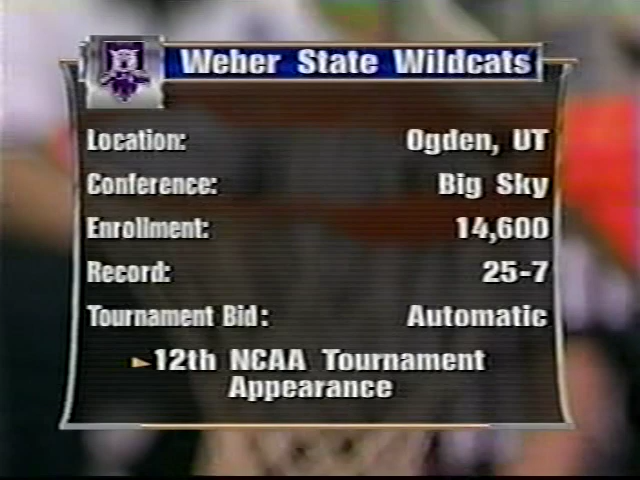 Weber State Wildcats
Location: Ogden, UT
Conference: Big Sky
Enrollment: 14,600
Record: 25-7
Tournament Bid: Automatic
►12th NCAA Tournament
Appearance